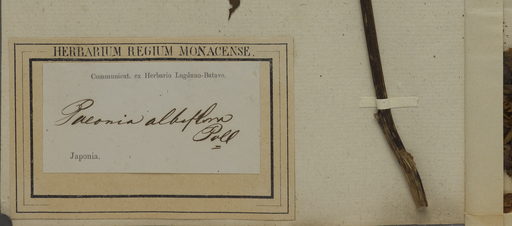 HERBARIUM REGIUM MONACENSE.
Communicat. ex Herbario Lugduno-Batavo.
Paeonia albiflora
Pall
Japonia.